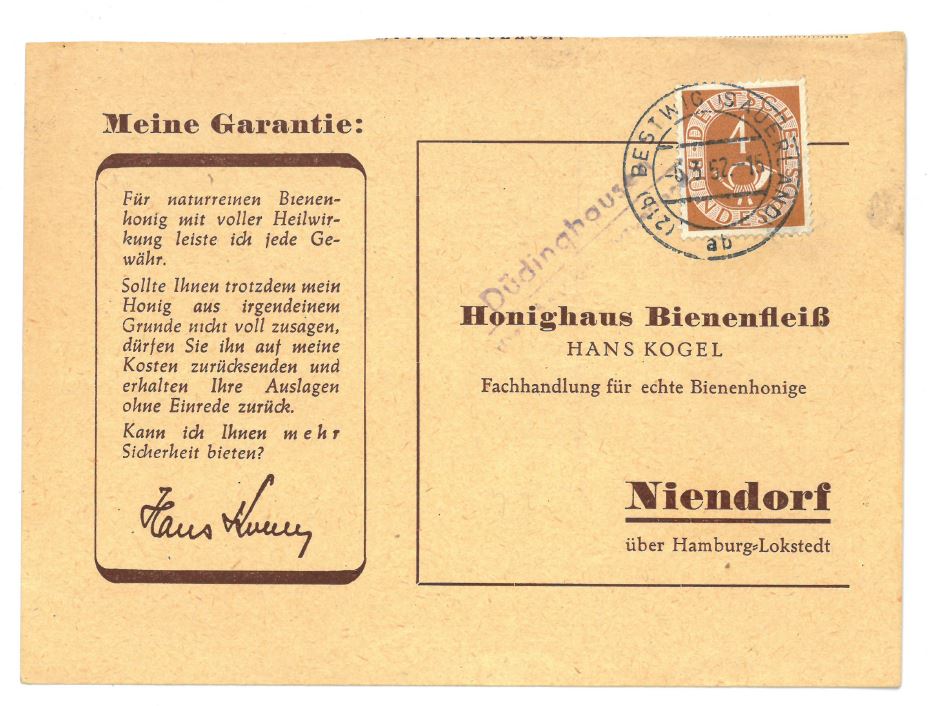 Meine Garantie:
Für naturreinen Bienen-
honig mit voller Heilwir-
kung leiste ich jede Ge-
währ.
Sollte Ihnen trotzdem mein
Honig aus irgendeinem
Grunde nicht voll zusagen,
dürfen Sie ihn auf meine
Kosten zurücksenden und
erhalten Ihre Auslagen
ohne Einrede zurück.
Kann ich Ihnen mehr
Sicherheit bieten?
Hans Kogel
DEUTSCHE
4
BUNDESPOST
(21b) BESTWIG (SAUERLAND)
52
ab
Düdinghausen
Honighaus Bienenfleiß
HANS KOGEL
Fachhandlung für echte Bienenhonige
Niendorf
über Hamburg-Lokstedt